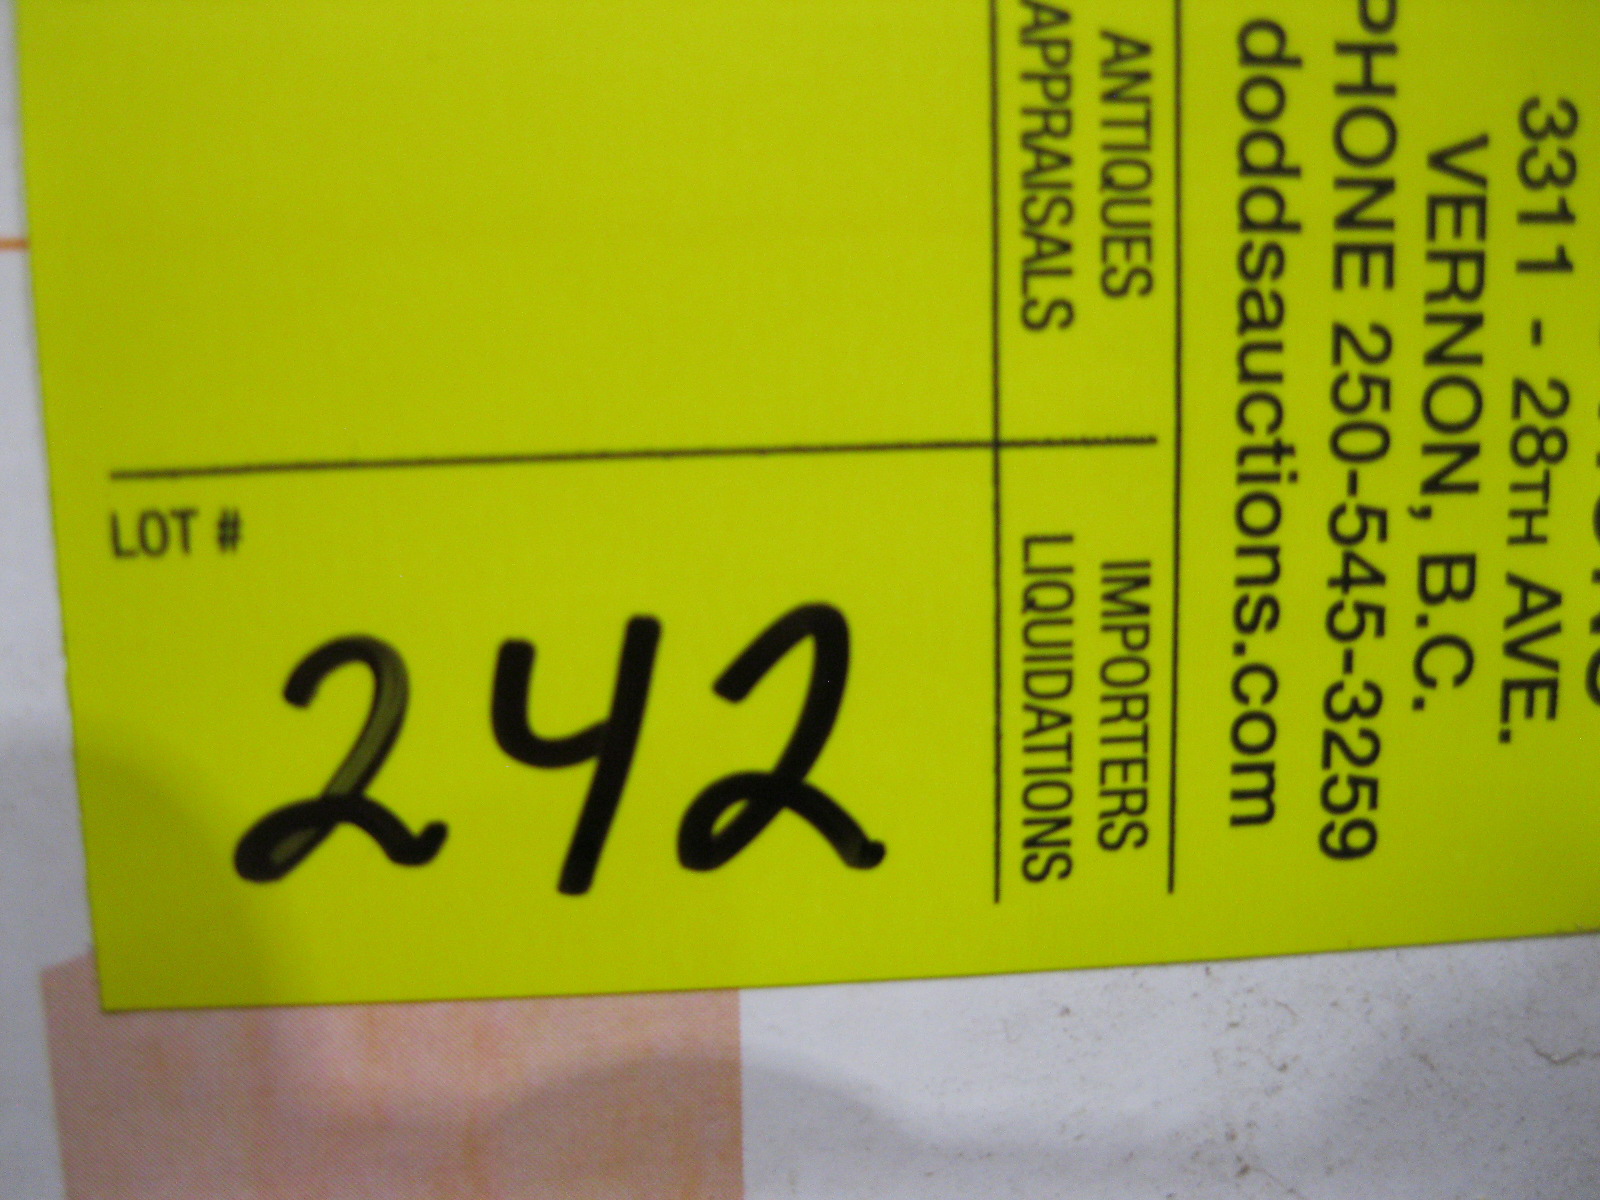 3311 - 28TH AVE.
VERNON, B.C.
PHONE 250-545-3259
doddsauctions.com
ANTIQUES IMPORTERS
APPRAISALS LIQUIDATIONS
LOT #
242